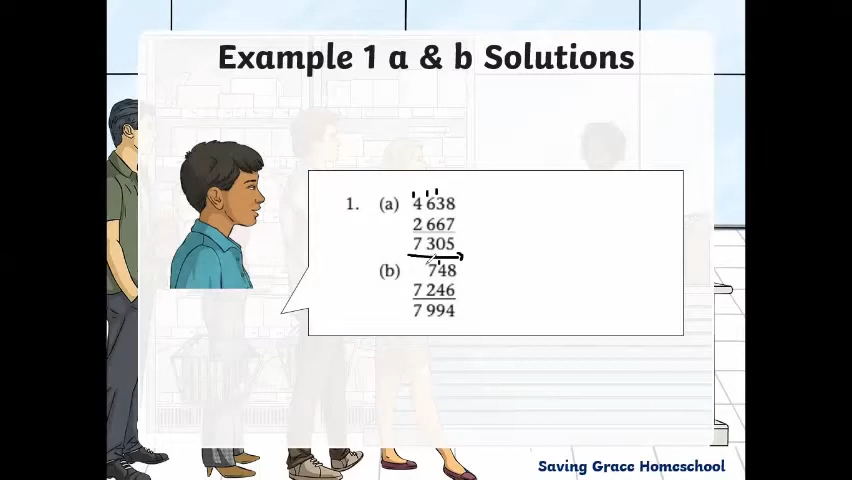 Example 1 a & b Solutions
1. (a) 4 638
2 667
7 305
(b) 748
7 246
7 994
Saving Grace Homeschool